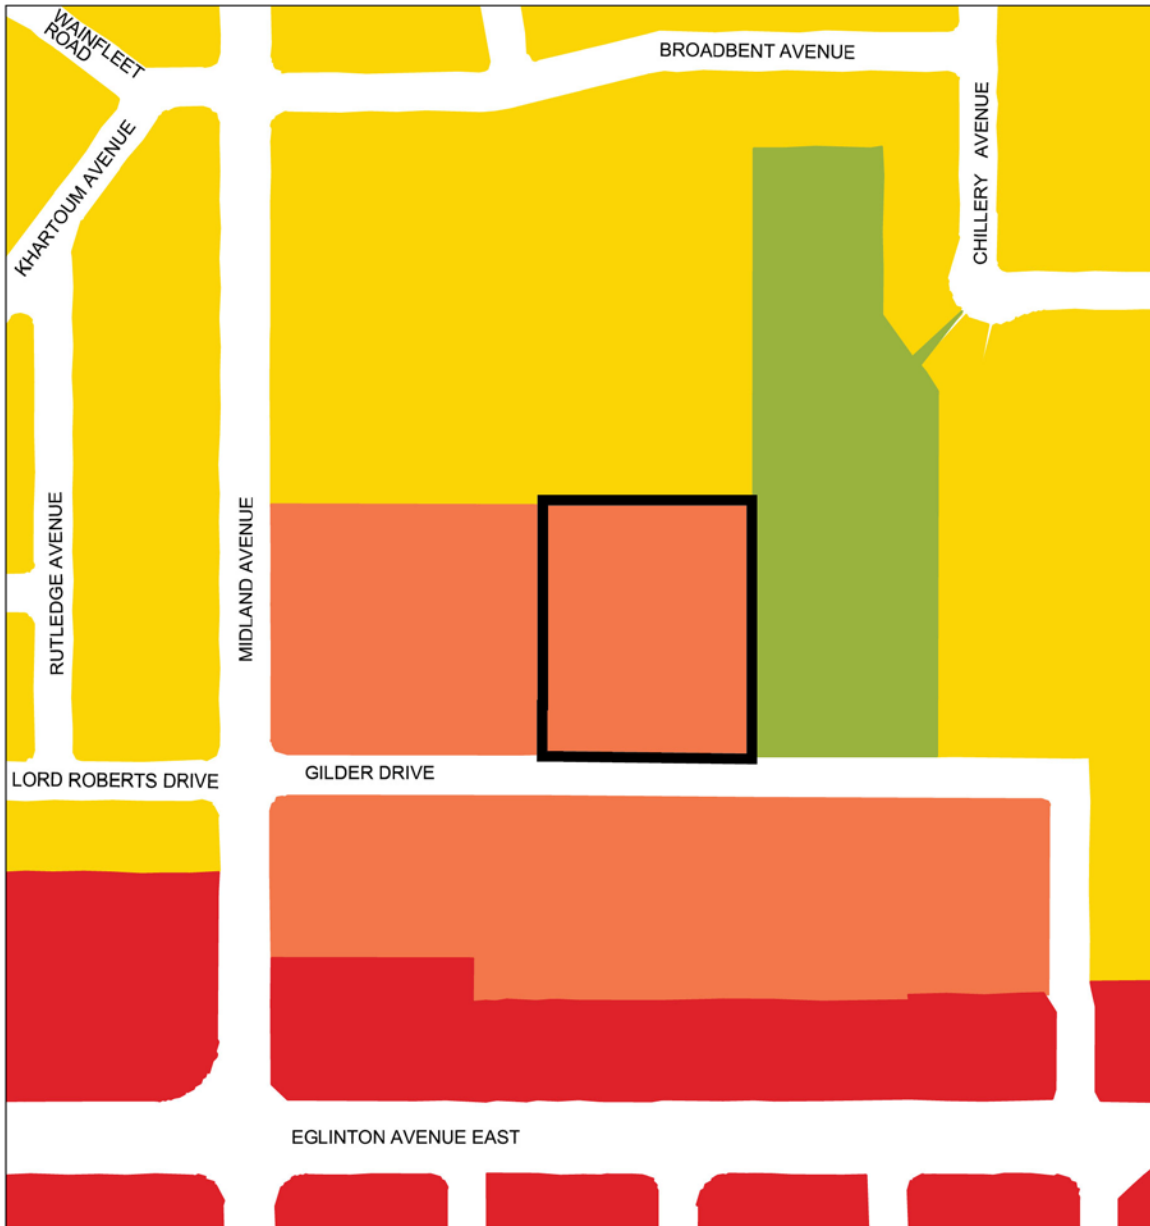 WAINFLEET
ROAD
BROADBENT AVENUE
CHILLERY AVENUE
KHARTOUM AVENUE
RUTLEDGE AVENUE
MIDLAND AVENUE
LORD ROBERTS DRIVE
GILDER DRIVE
EGLINTON AVENUE EAST